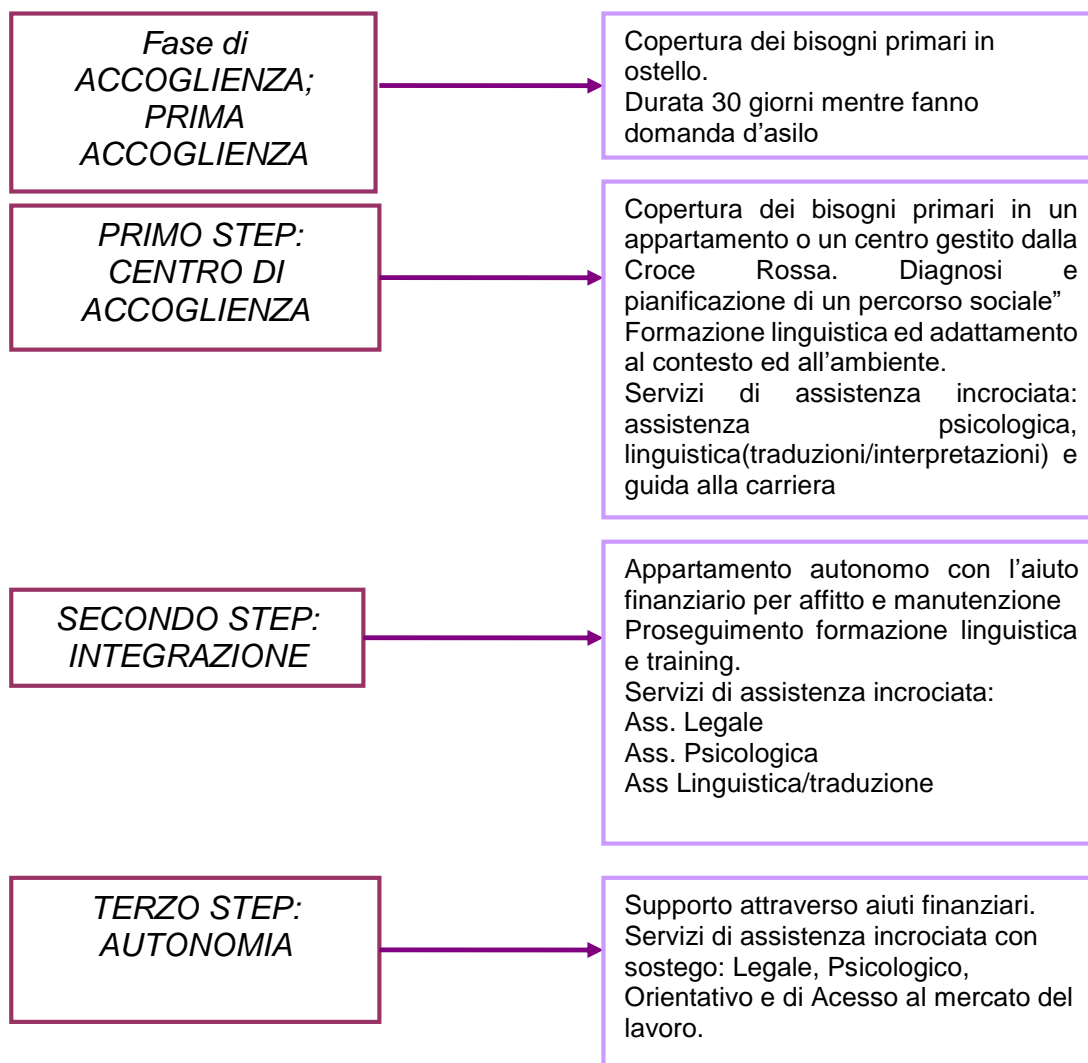 Fase di
ACCOGLIENZA;
PRIMA
ACCOGLIENZA
Copertura dei bisogni primari in
ostello.
Durata 30 giorni mentre fanno
domanda d'asilo
PRIMO STEP:
CENTRO DI
ACCOGLIENZA
Copertura dei bisogni primari in un
appartamento o un centro gestito dalla
Croce Rossa. Diagnosi e
pianificazione di un percorso sociale”
Formazione linguistica ed adattamento
al contesto ed all’ambiente.
Servizi di assistenza incrociata:
assistenza psicologica,
linguistica(traduzioni/interpretazioni) e
guida alla carriera
SECONDO STEP:
INTEGRAZIONE
Appartamento autonomo con l’aiuto
finanziario per affitto e manutenzione
Proseguimento formazione linguistica
e training.
Servizi di assistenza incrociata:
Ass. Legale
Ass. Psicologica
Ass Linguistica/traduzione
TERZO STEP:
AUTONOMIA
Supporto attraverso aiuti finanziari.
Servizi di assistenza incrociata con
sostego: Legale, Psicologico,
Orientativo e di Acesso al mercato del
lavoro.